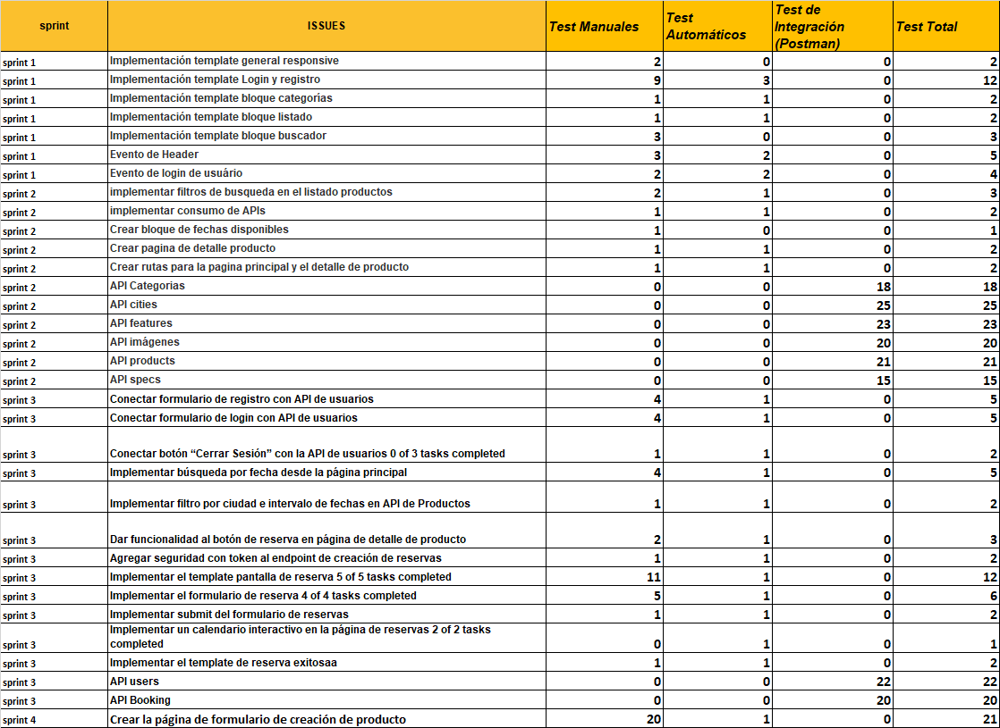 sprint ISSUES Test Manuales Test Automáticos Test de Integración (Postman) Test Total
sprint 1 Implementación template general responsive 2 0 0 2
sprint 1 Implementación template Login y registro 9 3 0 12
sprint 1 Implementación template bloque categorías 1 1 0 2
sprint 1 Implementación template bloque listado 1 1 0 2
sprint 1 Implementación template bloque buscador 3 0 0 3
sprint 1 Evento de Header 3 2 0 5
sprint 1 Evento de login de usuário 2 2 0 4
sprint 2 implementar filtros de busqueda en el listado productos 2 1 0 3
sprint 2 implementar consumo de APIs 1 1 0 2
sprint 2 Crear bloque de fechas disponibles 1 0 0 1
sprint 2 Crear pagina de detalle producto 1 1 0 2
sprint 2 Crear rutas para la pagina principal y el detalle de producto 1 1 0 2
sprint 2 API Categorias 0 0 18 18
sprint 2 API cities 0 0 25 25
sprint 2 API features 0 0 23 23
sprint 2 API imágenes 0 0 20 20
sprint 2 API products 0 0 21 21
sprint 2 API specs 0 0 15 15
sprint 3 Conectar formulario de registro con API de usuarios 4 1 0 5
sprint 3 Conectar formulario de login con API de usuarios 4 1 0 5
sprint 3 Conectar botón “Cerrar Sesión” con la API de usuarios 0 of 3 tasks completed 1 1 0 2
sprint 3 Implementar búsqueda por fecha desde la página principal 4 1 0 5
sprint 3 Implementar filtro por ciudad e intervalo de fechas en API de Productos 1 1 0 2
sprint 3 Dar funcionalidad al botón de reserva en página de detalle de producto 2 1 0 3
sprint 3 Agregar seguridad con token al endpoint de creación de reservas 1 1 0 2
sprint 3 Implementar el template pantalla de reserva 5 of 5 tasks completed 11 1 0 12
sprint 3 Implementar el formulario de reserva 4 of 4 tasks completed 5 1 0 6
sprint 3 Implementar submit del formulario de reservas 1 1 0 2
Implementar un calendario interactivo en la página de reservas 2 of 2 tasks
sprint 3 completed 0 1 0 1
sprint 3 Implementar el template de reserva exitosaa 1 1 0 2
sprint 3 API users 0 0 22 22
sprint 3 API Booking 0 0 20 20
sprint 4 Crear la página de formulario de creación de producto 20 1 0 21